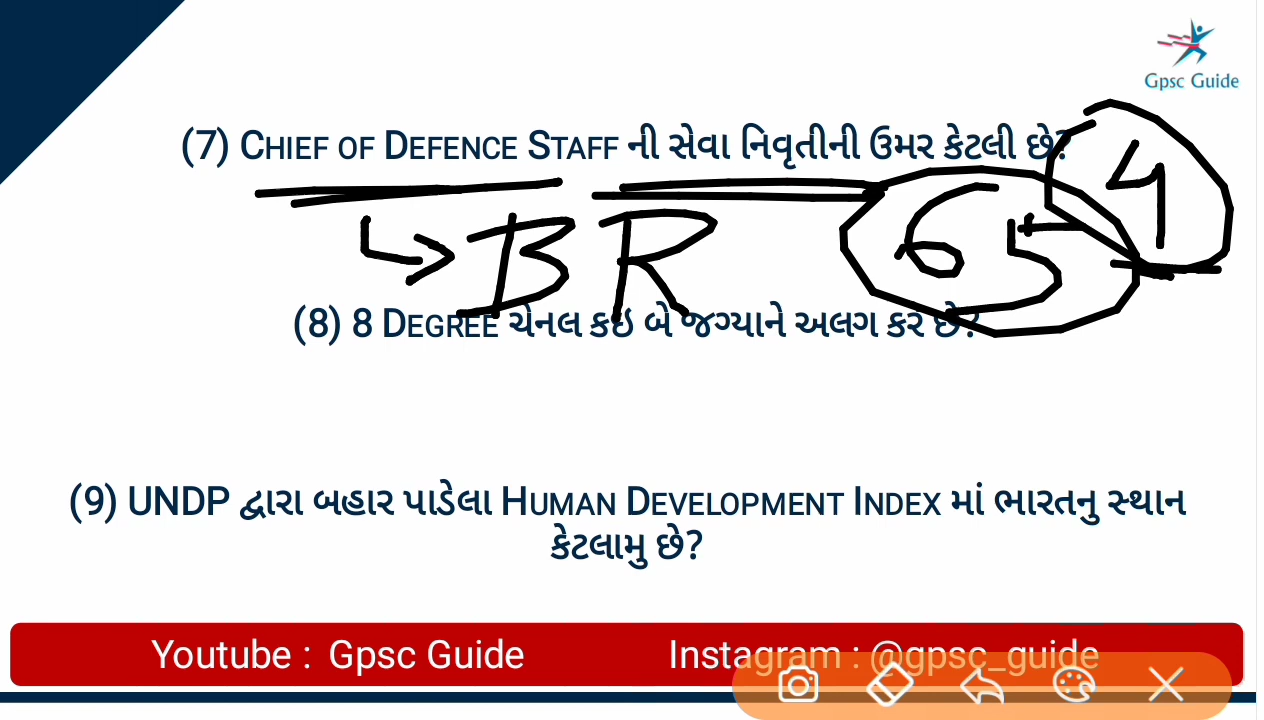 Gpsc Guide
(7) CHIEF OF DEFENCE STAFF ની સેવા નિવૃતીની ઉમર કેટલી છે?
4
BR 65
(8) 8 DEGREE ચેનલ કઇ બે જગ્યાને અલગ કરે છે?
(9) UNDP દ્વારા બહાર પાડેલા HUMAN DEVELOPMENT INDEX માં ભારતનુ સ્થાન
કેટલામુ છે?
Youtube : Gpsc Guide Instagram : @gpsc_guide